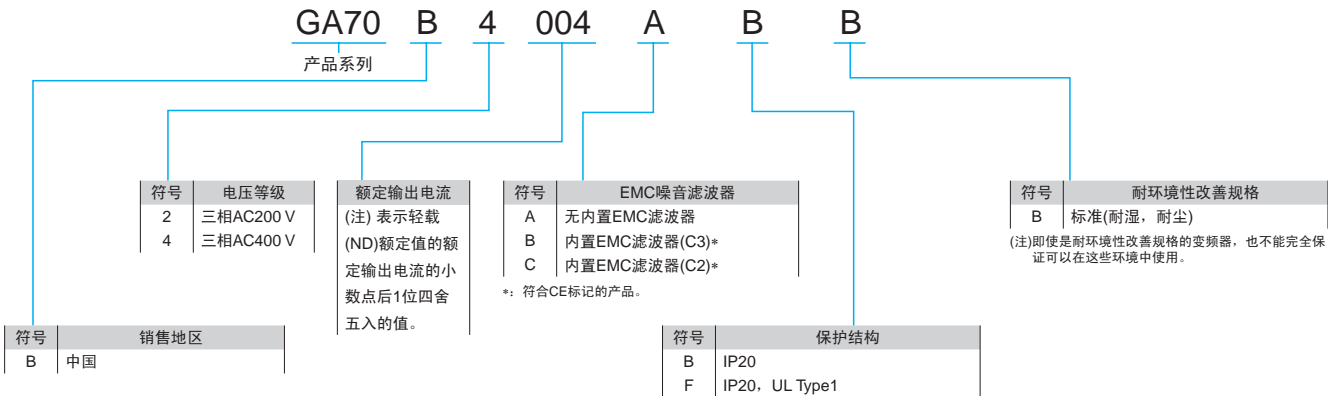 GA70 B 4 004 A B B
产品系列
符号 电压等级
2 三相AC200 V
4 三相AC400 V
额定输出电流
(注) 表示轻载
(ND)额定值的额
定输出电流的小
数点后1位四舍
五入的值。
符号 EMC噪音滤波器
A 无内置EMC滤波器
B 内置EMC滤波器(C3)*
C 内置EMC滤波器(C2)*
*: 符合CE标记的产品。
符号 耐环境性改善规格
B 标准(耐湿，耐尘)
(注)即使是耐环境性改善规格的变频器，也不能完全保
证可以在这些环境中使用。
符号 销售地区
B 中国
符号 保护结构
B IP20
F IP20，UL Type1